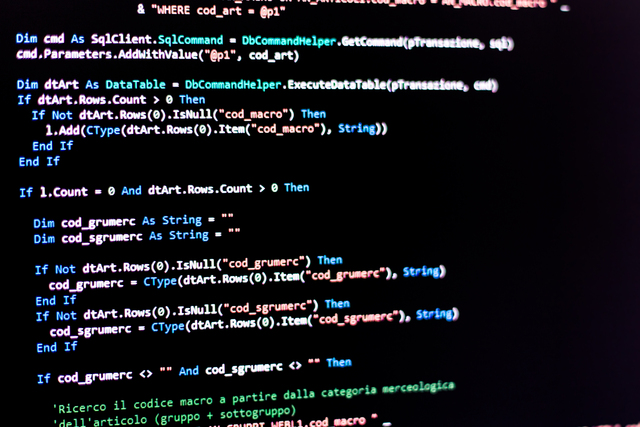 & "WHERE cod_art = @p1" _
Dim cmd As SqlClient.SqlCommand = DbCommandHelper.GetCommand(pTransazione, sql)
cmd.Parameters.AddWithValue("@p1", cod_art)
Dim dtArt As DataTable = DbCommandHelper.ExecuteDataTable(pTransazione, cmd)
If dtArt.Rows.Count > 0 Then
If Not dtArt.Rows(0).IsNull("cod_macro") Then
l.Add(CType(dtArt.Rows(0).Item("cod_macro"), String))
End If
End If
If l.Count = 0 And dtArt.Rows.Count > 0 Then
Dim cod_grumerc As String = ""
Dim cod_sgrumerc As String = ""
If Not dtArt.Rows(0).IsNull("cod_grumerc") Then
cod_grumerc = CType(dtArt.Rows(0).Item("cod_grumerc"), String)
End If
If Not dtArt.Rows(0).IsNull("cod_sgrumerc") Then
cod_sgrumerc = CType(dtArt.Rows(0).Item("cod_sgrumerc"), String)
End If
If cod_grumerc <> "" And cod_sgrumerc <> "" Then
'Ricerco il codice macro a partire dalla categoria merceologica
'dell'articolo (gruppo + sottogruppo)